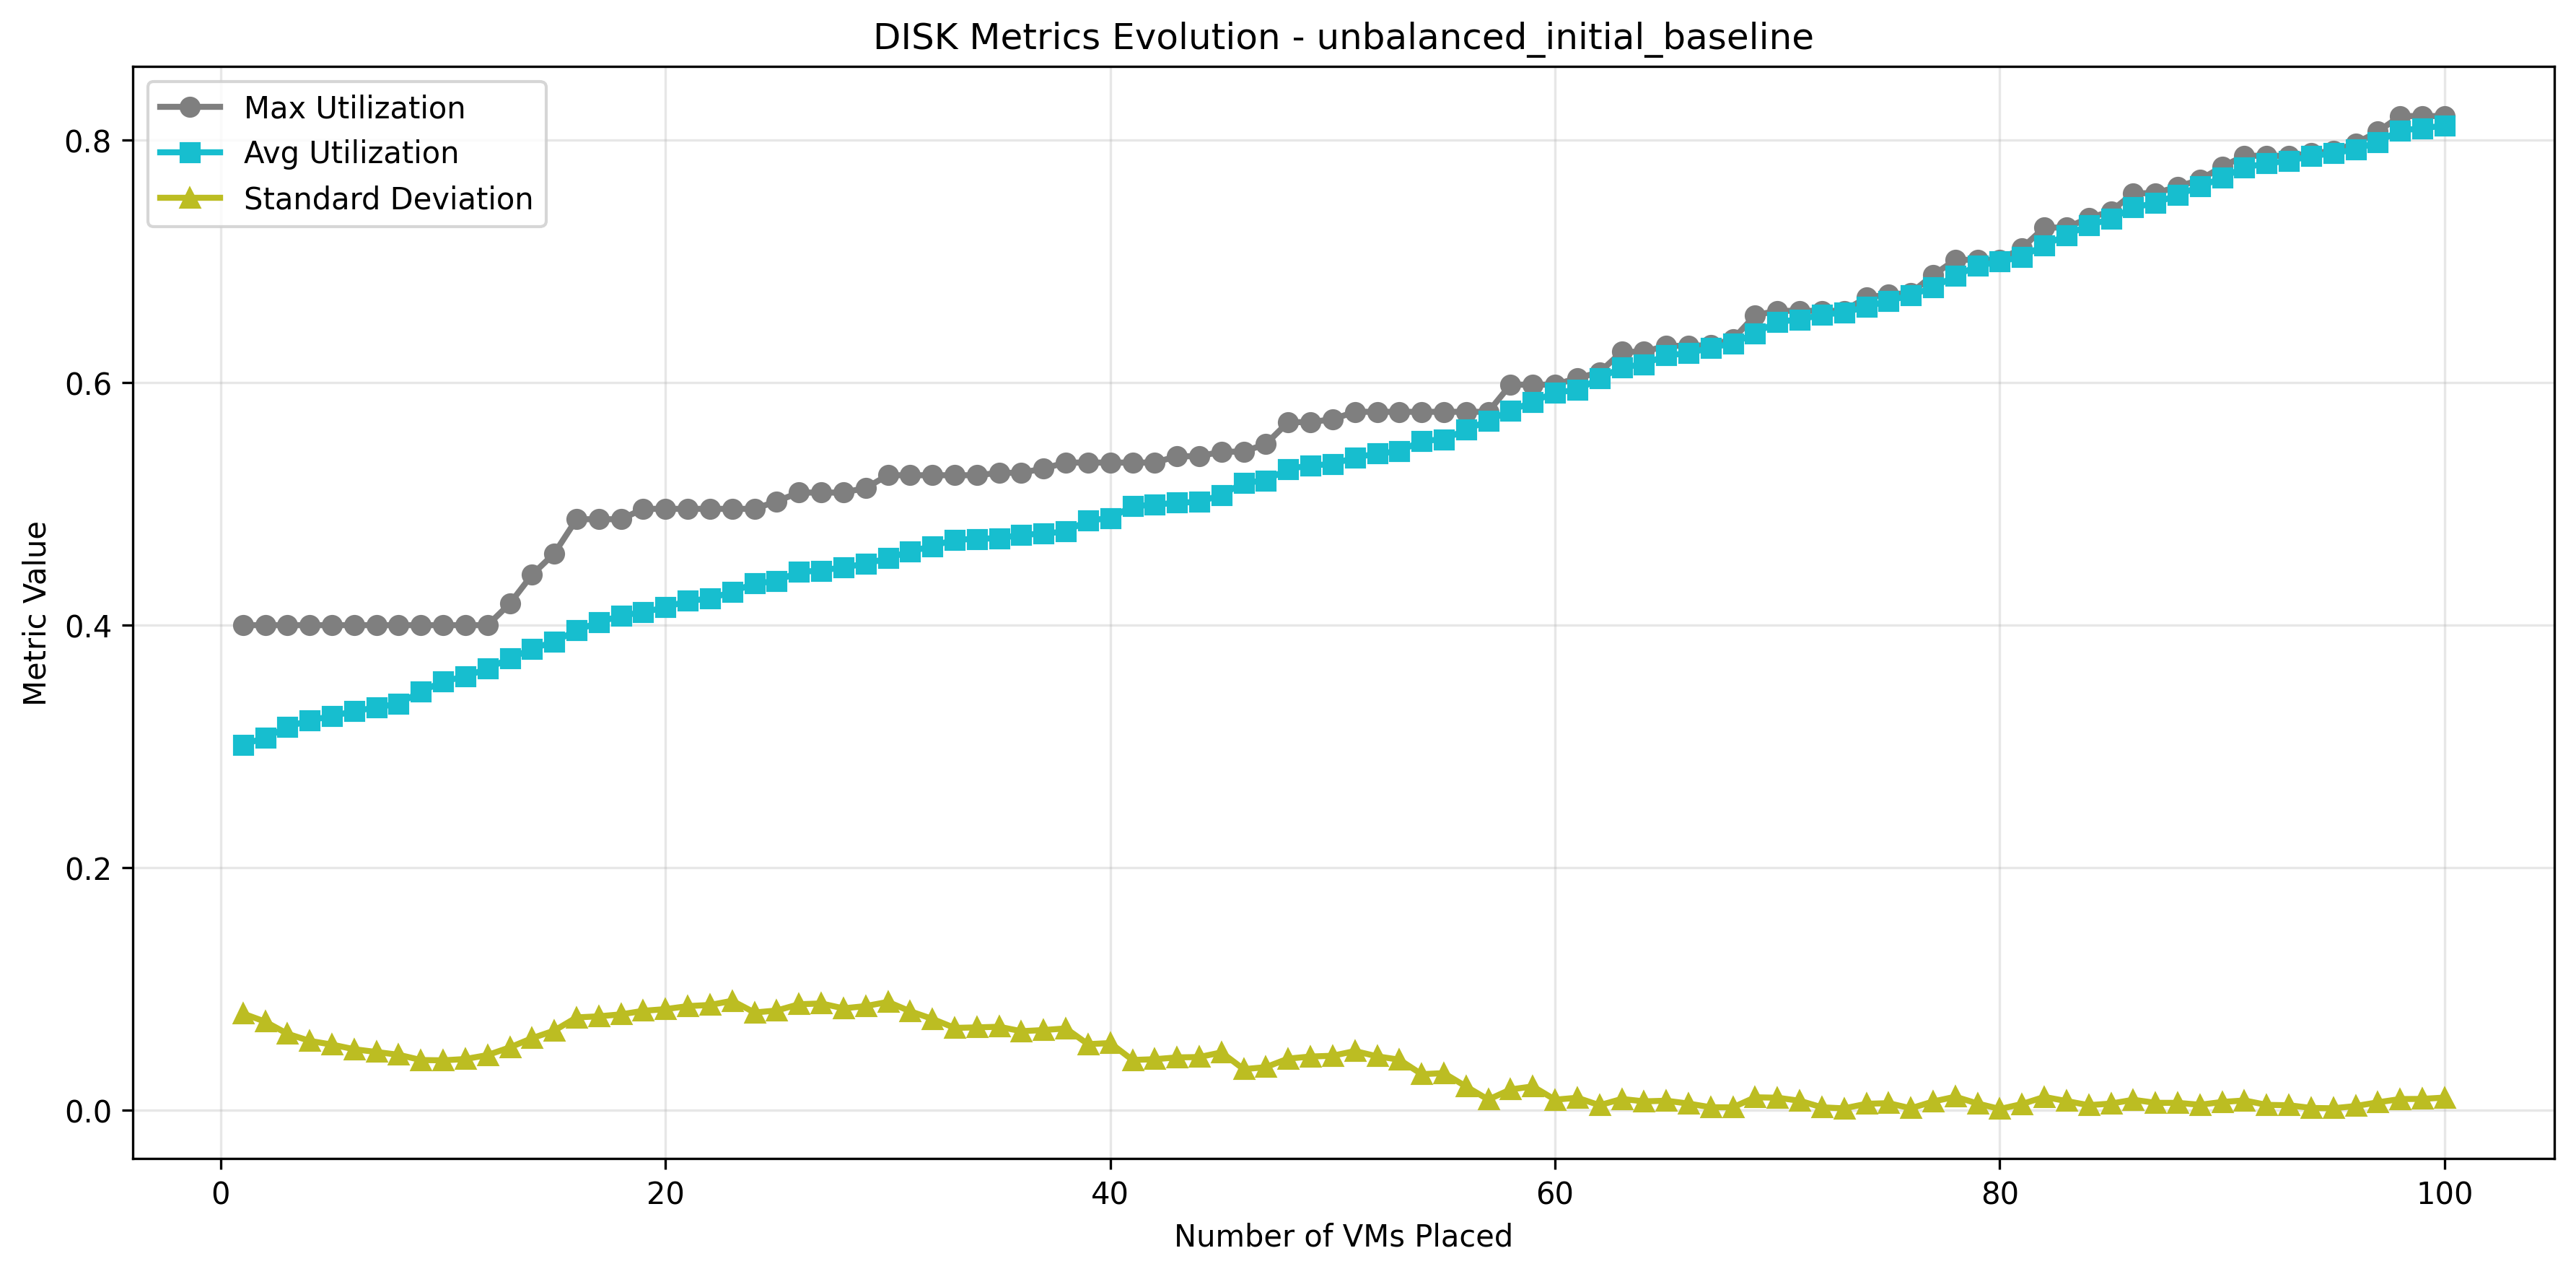 DISK Metrics Evolution - unbalanced_initial_baseline
Max Utilization
Avg Utilization
Standard Deviation
Metric Value
0.8
0.6
0.4
0.2
0.0
0
20
40
60
80
100
Number of VMs Placed